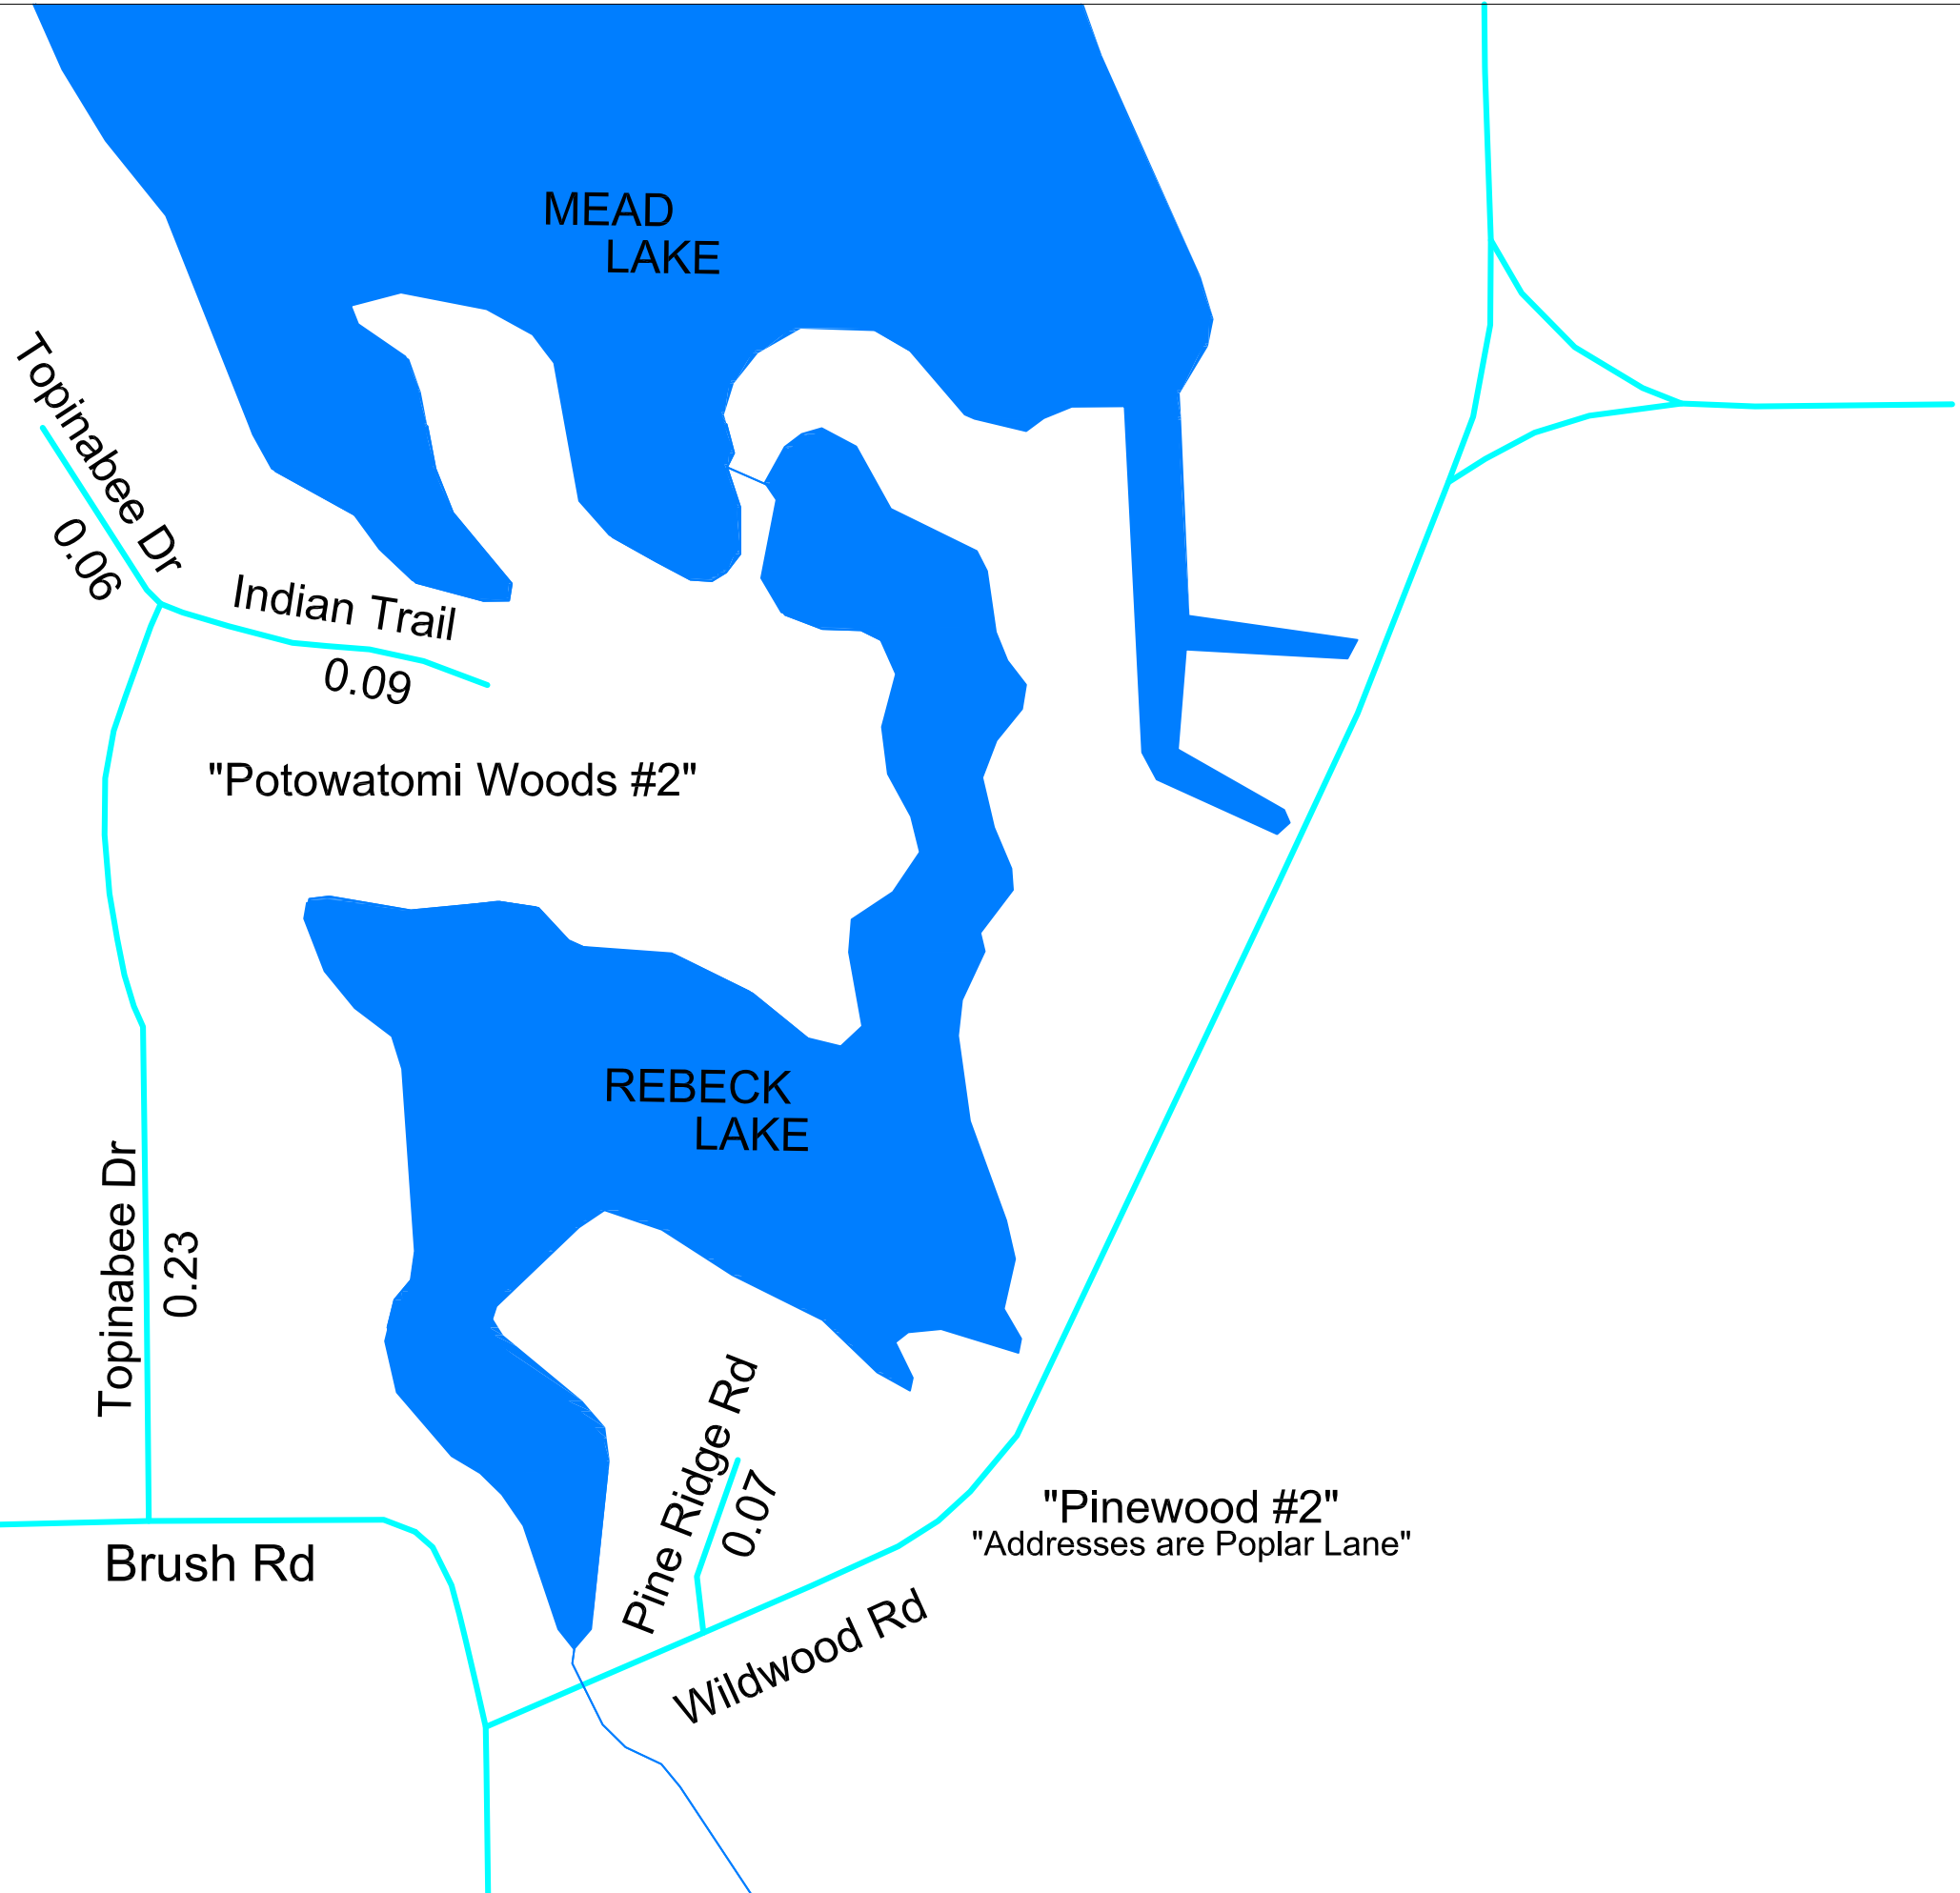 MEAD
LAKE
Topinabee Dr
0.06
Indian Trail
0.09
"Potowatomi Woods #2"
REBECK
LAKE
Topinabee Dr
0.23
Pine Ridge Rd
0.07
"Pinewood #2"
"Addresses are Poplar Lane"
Brush Rd
Wildwood Rd